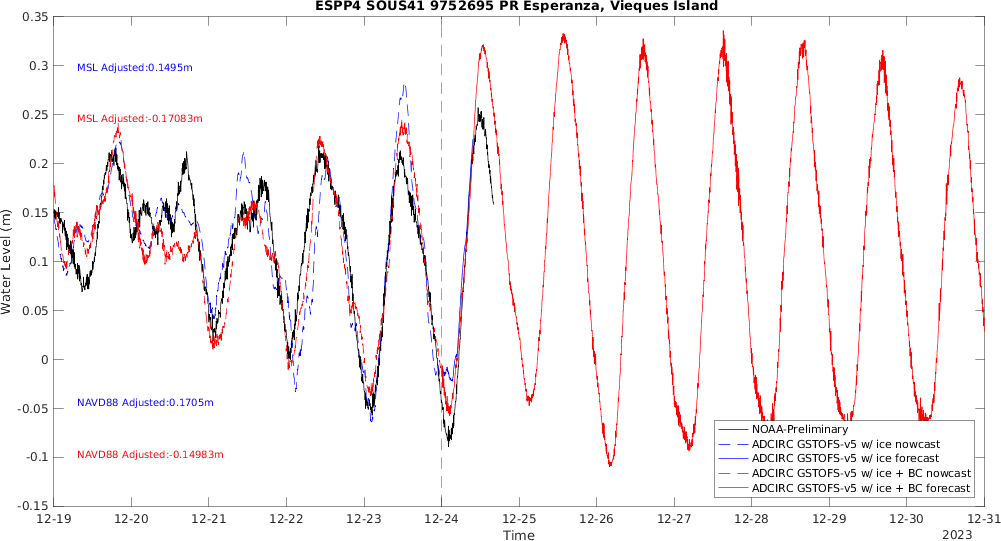 ESPP4 SOUS41 9752695 PR Esperanza, Vieques Island
0.35
0.3
0.25
0.2
0.15
0.1
0.05
0
-0.05
-0.1
-0.15
Water Level (m)
MSL Adjusted:0.1495m
MSL Adjusted:-0.17083m
NAVD88 Adjusted:0.1705m
NAVD88 Adjusted:-0.14983m
NOAA-Preliminary
ADCIRC GSTOFS-v5 w/ ice nowcast
ADCIRC GSTOFS-v5 w/ ice forecast
ADCIRC GSTOFS-v5 w/ ice + BC nowcast
ADCIRC GSTOFS-v5 w/ ice + BC forecast
12-19 12-20 12-21 12-22 12-23 12-24 12-25 12-26 12-27 12-28 12-29 12-30 12-31
Time
2023